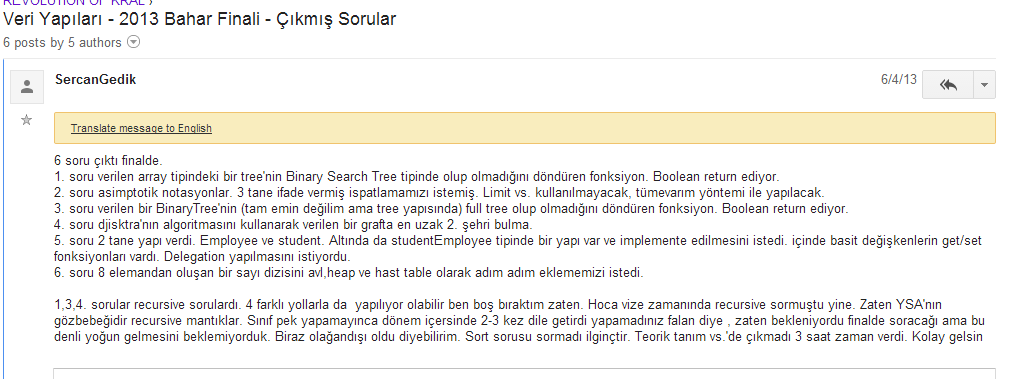 REVOLUTION OF KRAL ›
Veri Yapıları - 2013 Bahar Finali - Çıkmış Sorular
6 posts by 5 authors
SercanGedik
6/4/13
Translate message to English
6 soru çıktı finalde.
1. soru verilen array tipindeki bir tree'nin Binary Search Tree tipinde olup olmadığını döndüren fonksiyon. Boolean return ediyor.
2. soru asimptotik notasyonlar. 3 tane ifade vermiş ispatlamamızı istemiş. Limit vs. kullanılmayacak, tümevarım yöntemi ile yapılacak.
3. soru verilen bir BinaryTree'nin (tam emin değilim ama tree yapısında) full tree olup olmadığını döndüren fonksiyon. Boolean return ediyor.
4. soru djisktra'nın algoritmasını kullanarak verilen bir grafta en uzak 2. şehri bulma.
5. soru 2 tane yapı verdi. Employee ve student. Altında da studentEmployee tipinde bir yapı var ve implemente edilmesini istedi. içinde basit değişkenlerin get/set
fonksiyonları vardı. Delegation yapılmasını istiyordu.
6. soru 8 elemandan oluşan bir sayı dizisini avl,heap ve hast table olarak adım adım eklememizi istedi.
1,3,4. sorular recursive sorulardı. 4 farklı yollarla da yapılıyor olabilir ben boş bıraktım zaten. Hoca vize zamanında recursive sormuştu yine. Zaten YSA'nın
gözbebeğidir recursive mantıklar. Sınıf pek yapamayınca dönem içersinde 2-3 kez dile getirdi yapamadınız falan diye , zaten bekleniyordu finalde soracağı ama bu
denli yoğun gelmesini beklemiyorduk. Biraz olağandışı oldu diyebilirim. Sort sorusu sormadı ilginçtir. Teorik tanım vs.'de çıkmadı 3 saat zaman verdi. Kolay gelsin